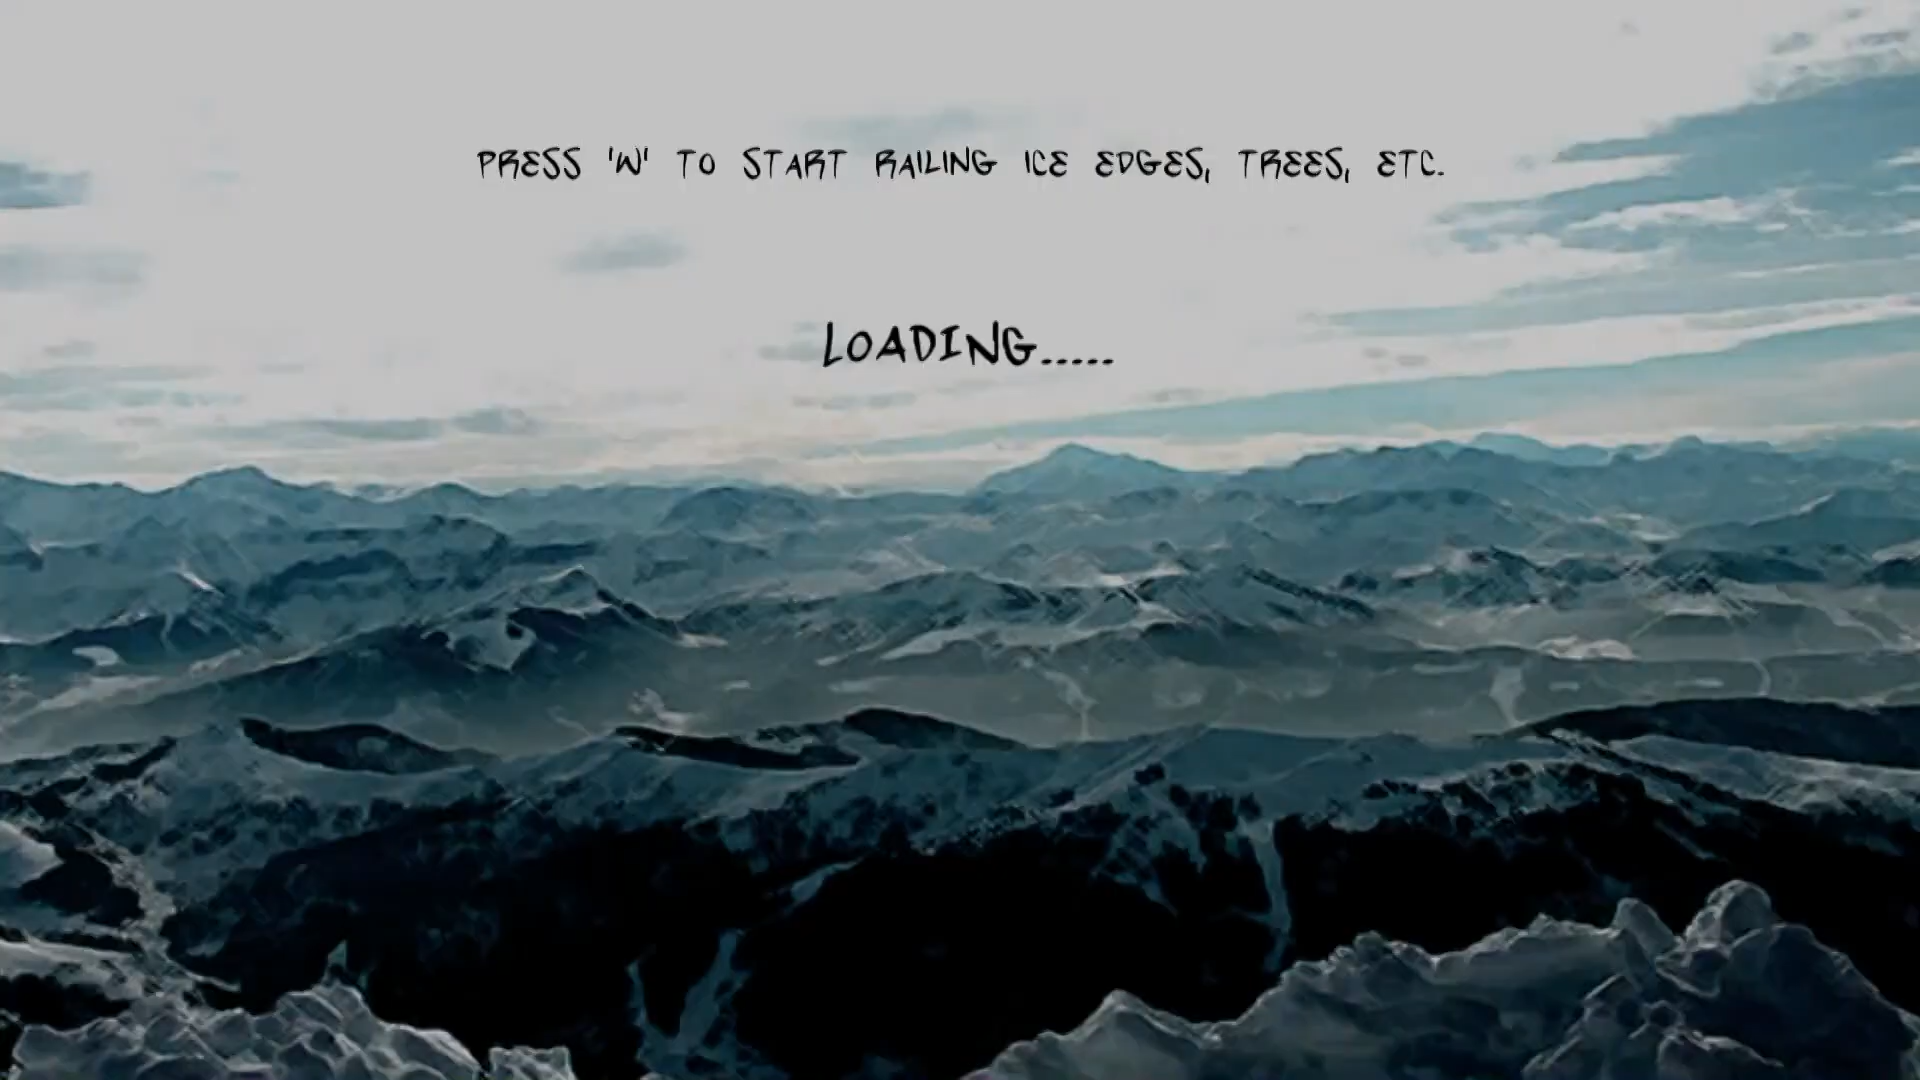 PRESS 'W' TO START RAILING ICE EDGES, TREES, ETC.
LOADING.....